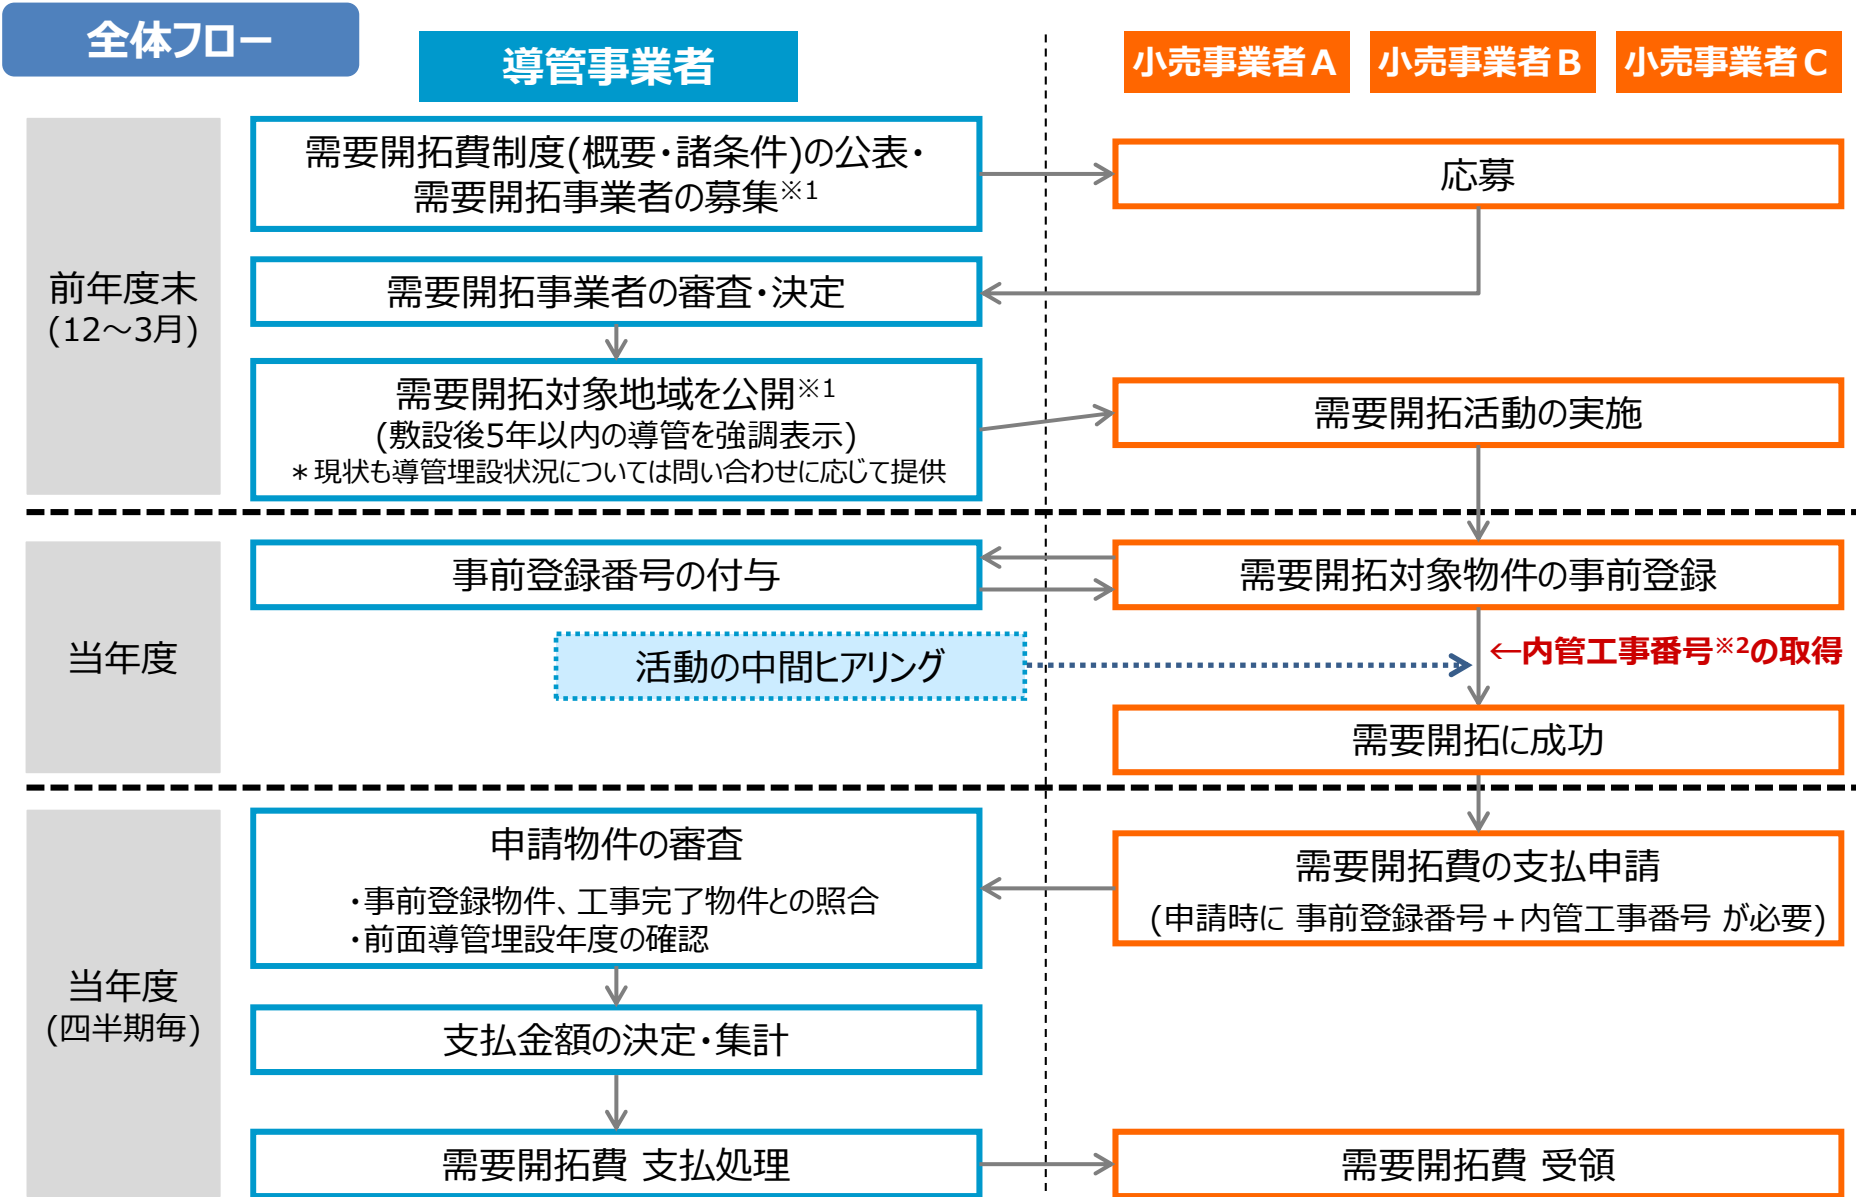 全体フロー
導管事業者
小売事業者A
小売事業者B
小売事業者C
前年度末
(12～3月)
需要開拓費制度(概要・諸条件)の公表・
需要開拓事業者の募集※1
応募
需要開拓事業者の審査・決定
需要開拓対象地域を公開※1
(敷設後5年以内の導管を強調表示)
＊現状も導管埋設状況については問い合わせに応じて提供
需要開拓活動の実施
当年度
事前登録番号の付与
需要開拓対象物件の事前登録
活動の中間ヒアリング
←内管工事番号※2の取得
需要開拓に成功
当年度
(四半期毎)
申請物件の審査
・事前登録物件、工事完了物件との照合
・前面導管埋設年度の確認
需要開拓費の支払申請
(申請時に 事前登録番号＋内管工事番号 が必要)
支払金額の決定・集計
需要開拓費 支払処理
需要開拓費 受領